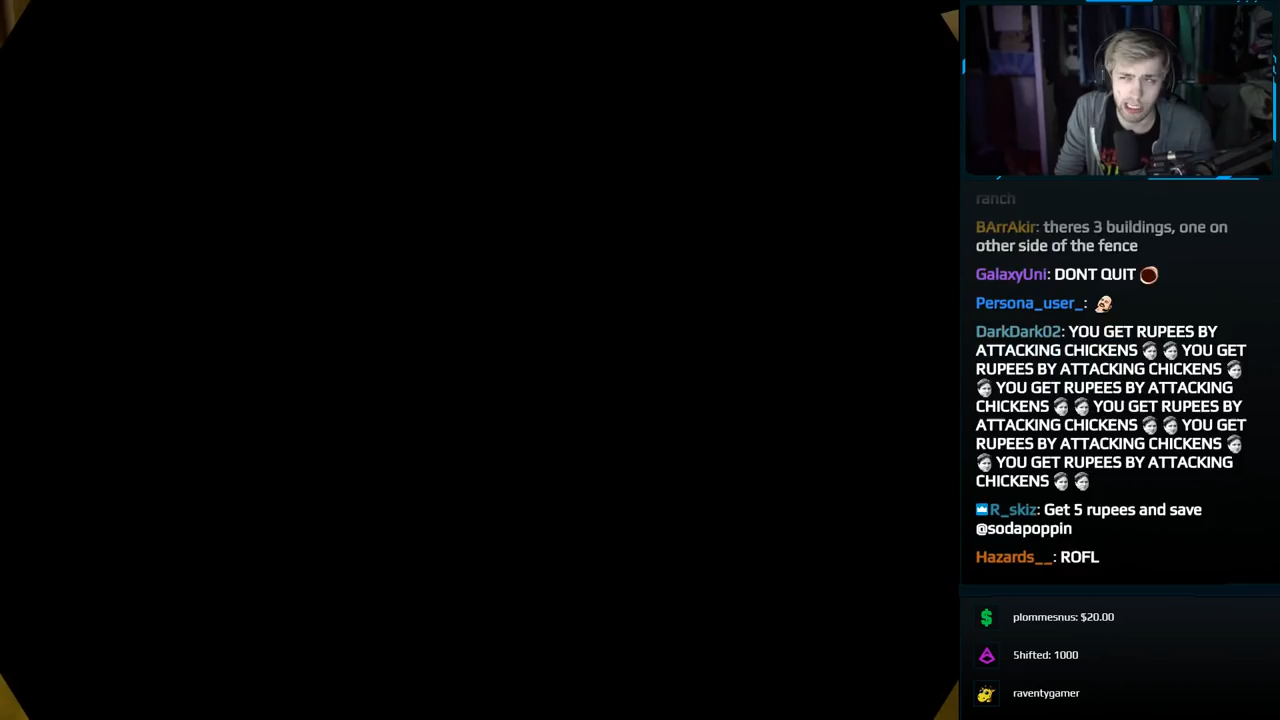 ranch
BArrAkir: theres 3 buildings, one on
other side of the fence
GalaxyUni: DONT QUIT
Persona_user_:
DarkDark02: YOU GET RUPEES BY
ATTACKING CHICKENS YOU GET
RUPEES BY ATTACKING CHICKENS
YOU GET RUPEES BY ATTACKING
CHICKENS YOU GET RUPEES BY
ATTACKING CHICKENS YOU GET
RUPEES BY ATTACKING CHICKENS
YOU GET RUPEES BY ATTACKING
CHICKENS
R_skiz: Get 5 rupees and save
@sodapoppin
Hazards__: ROFL
plommesnus: $20.00
5hifted: 1000
raventygamer